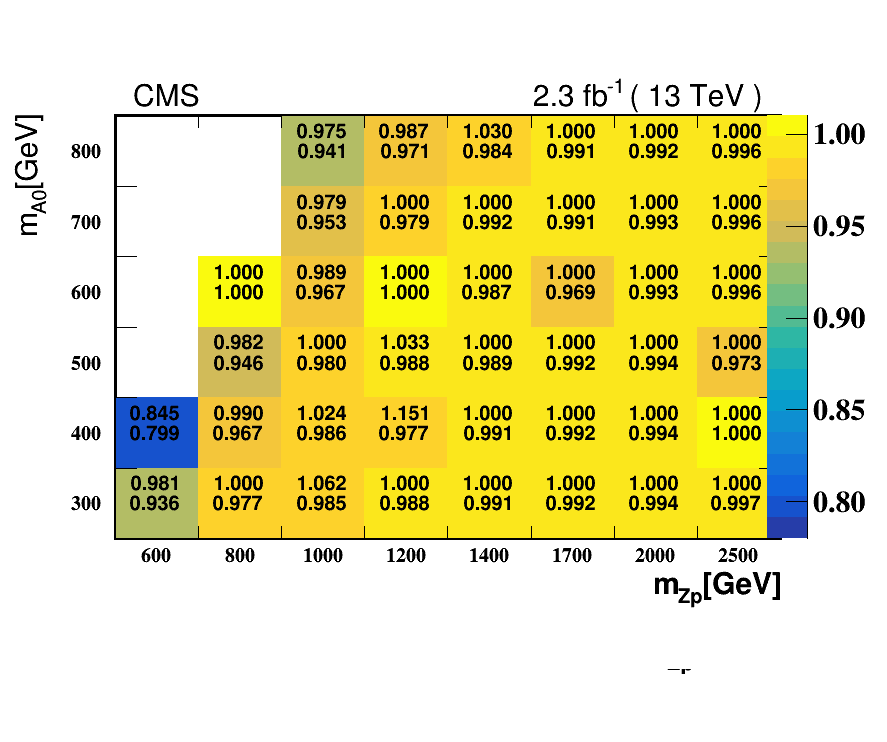 CMS 2.3 fb-1 ( 13 TeV )
mA0[GeV]
800 0.975 0.987 1.030 1.000 1.000 1.000 1.00
0.941 0.971 0.984 0.991 0.992 0.996
700 0.979 1.000 1.000 1.000 1.000 1.000 0.95
0.953 0.979 0.992 0.991 0.993 0.996
600 1.000 0.989 1.000 1.000 1.000 1.000 1.000 0.90
1.000 0.967 1.000 0.987 0.969 0.993 0.996
500 0.982 1.000 1.033 1.000 1.000 1.000 1.000
0.946 0.980 0.988 0.989 0.992 0.994 0.973
400 0.845 0.990 1.024 1.151 1.000 1.000 1.000 1.000 0.85
0.799 0.967 0.986 0.977 0.991 0.992 0.994 1.000
300 0.981 1.000 1.062 1.000 1.000 1.000 1.000 1.000 0.80
0.936 0.977 0.985 0.988 0.991 0.992 0.994 0.997
600 800 1000 1200 1400 1700 2000 2500
mZp[GeV]